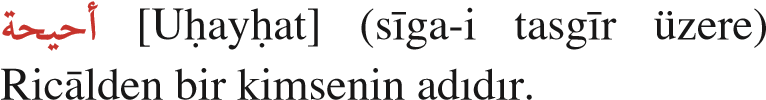 أحيحة [Uḥayḥat] (sīga-i tasgīr üzere)
Ricālden bir kimsenin adıdır.